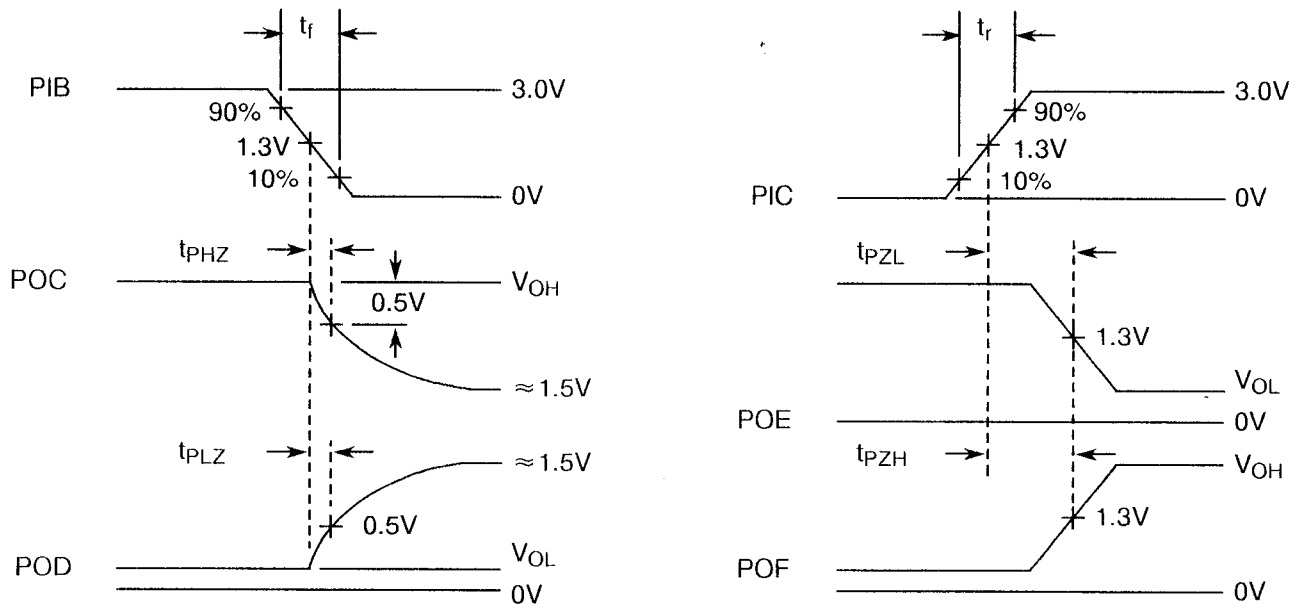 tf
PIB
3.0V
90%
1.3V
10%
0V
tPHZ
POC
VOH
0.5V
≈1.5V
tPLZ
≈1.5V
0.5V
POD
VOL
0V
tr
3.0V
90%
1.3V
10%
PIC
0V
tPZL
1.3V
VOL
POE
0V
tPZH
VOH
1.3V
POF
0V